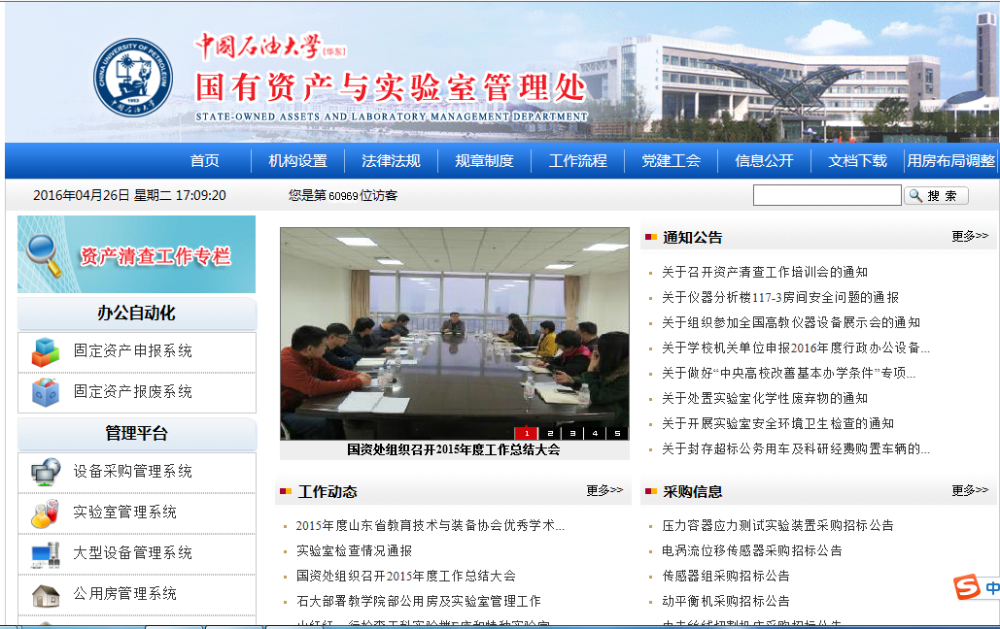 中国石油大学(华东)
CHINA UNIVERSITY OF PETROLEUM
1953
国有资产与实验室管理处
STATE-OWNED ASSETS AND LABORATORY MANAGEMENT DEPARTMENT
首页 机构设置 法律法规 规章制度 工作流程 党建工会 信息公开 文档下载 用房布局调整
2016年04月26日 星期二 17:09:20 您是第 60969 位访客 搜 索
资产清查工作专栏
办公自动化
固定资产申报系统
固定资产报废系统
管理平台
设备采购管理系统
实验室管理系统
大型设备管理系统
公用房管理系统
1 2 3 4 5
国资处组织召开2015年度工作总结大会
通知公告 更多>>
关于召开资产清查工作培训会的通知
关于仪器分析楼117-3房间安全问题的通报
关于组织参加全国高教仪器设备展示会的通知
关于学校机关单位申报2016年度行政办公设备...
关于做好“中央高校改善基本办学条件”专项...
关于处置实验室化学性废弃物的通知
关于开展实验室安全环境卫生检查的通知
关于封存超标公务用车及科研经费购置车辆的...
工作动态 更多>>
2015年度山东省教育技术与装备协会优秀学术...
实验室检查情况通报
国资处组织召开2015年度工作总结大会
石大部署教学院部公用房及实验室管理工作
采购信息 更多>>
压力容器应力测试实验装置采购招标公告
电涡流位移传感器采购招标公告
传感器组采购招标公告
动平衡机采购招标公告
S 中